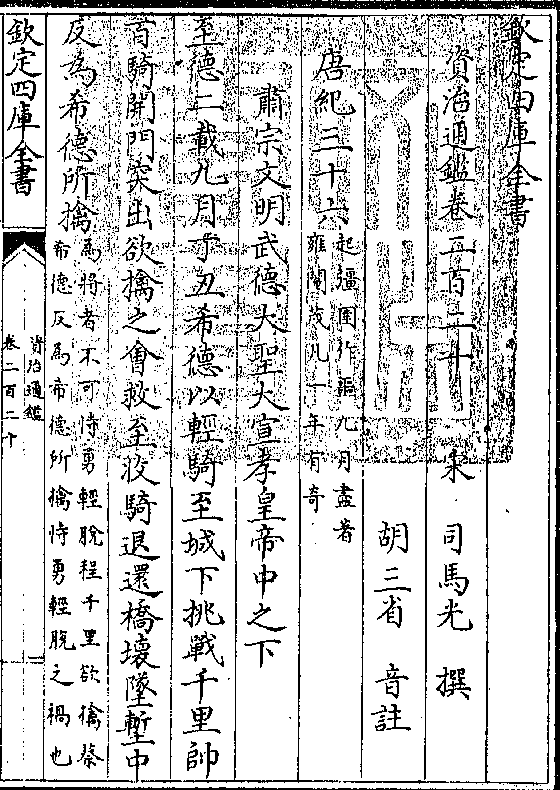 欽定四庫全書
資治通鑑卷二百二十　宋　司馬光　撰
胡三省　音註
唐紀三十六起彊圉作噩九月盡著
雍閹茂凡一年有奇
肅宗文明武德大聖大宣孝皇帝中之下
至德二載九月丁丑希德以輕騎至城下挑戰千里帥
百騎開門突出欲擒之會救至收騎退還橋壞墜塹中
反為希德所擒為將者不可恃勇輕脫程千里欲擒蔡
希德反為希德所擒恃勇輕脫之禍也
欽定四庫全書
資治通鑑
卷二百二十